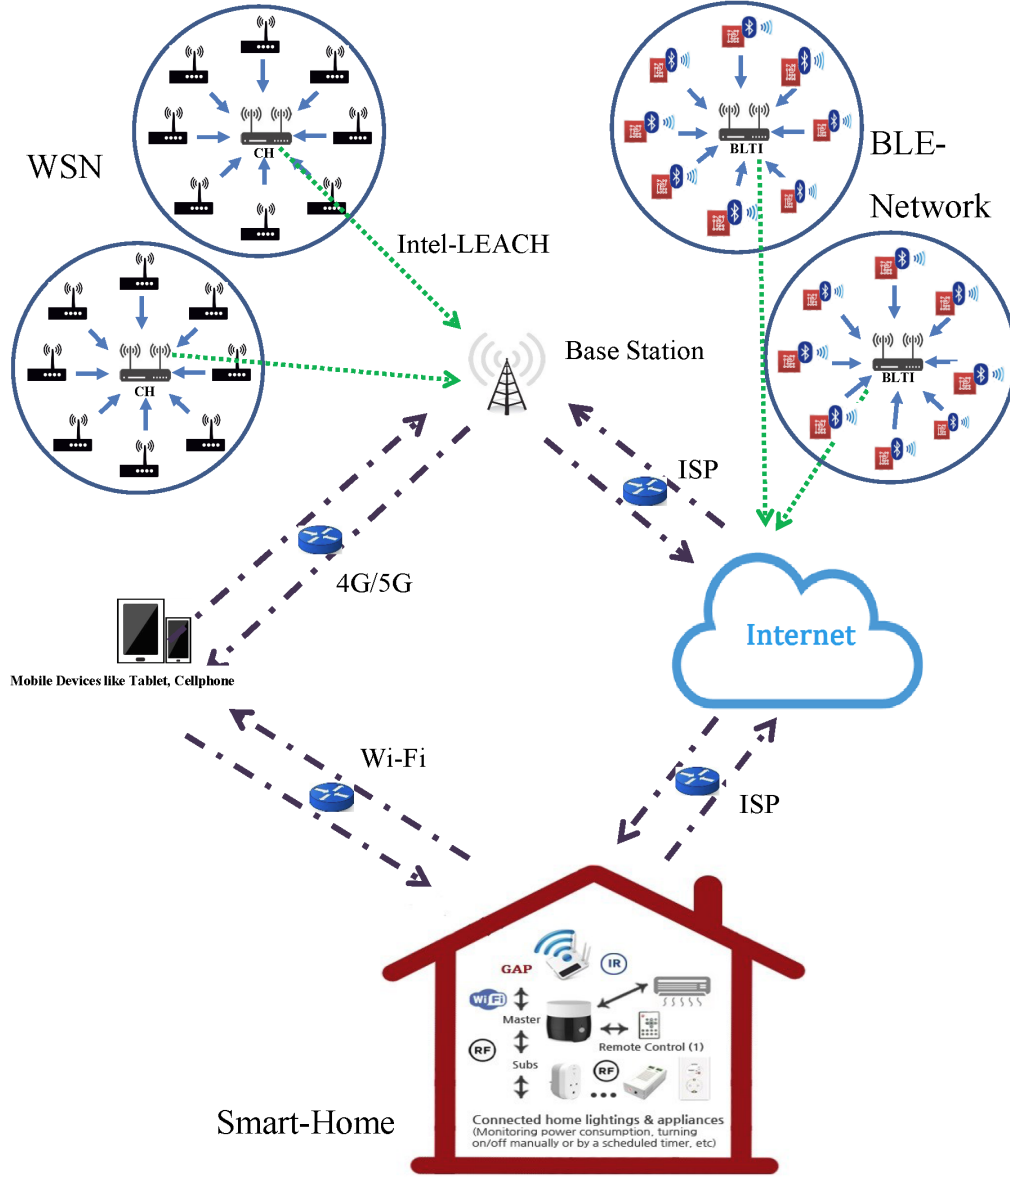 WSN
CH
BLTI
BLE-
Network
Intel-LEACH
CH
Base Station
BLTI
ISP
4G/5G
Internet
Mobile Devices like Tablet, Cellphone
Wi-Fi
ISP
GAP
IR
WiFi
Master
RF
Remote Control (1)
Subs
RF
Smart-Home
Connected home lightings & appliances
(Monitoring power consumption, turning
on/off manually or by a scheduled timer, etc)